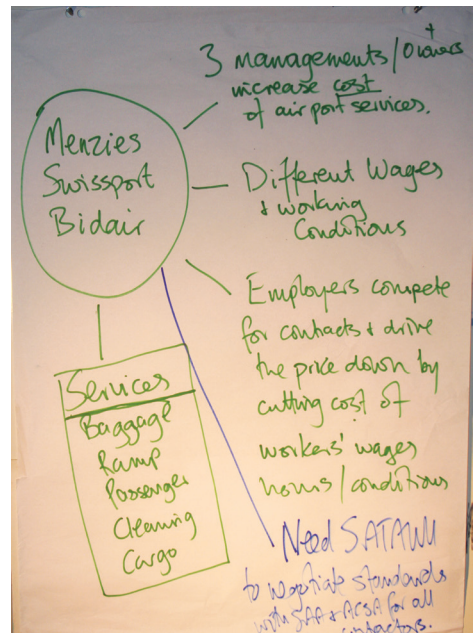 Menzies
Swissport
Bidair
3 managements/Owners +
increase cost
of airport services.
Different Wages
+ working
Conditions
Employers compete
for contacts + drive
the price down by
cutting cost of
workers' wages
hours/conditions
Services
Baggage
Ramp
Passenger
Cleaning
Cargo
Need SATAWU
to negotiate standards
with SAA + ACSA for all
contractors.